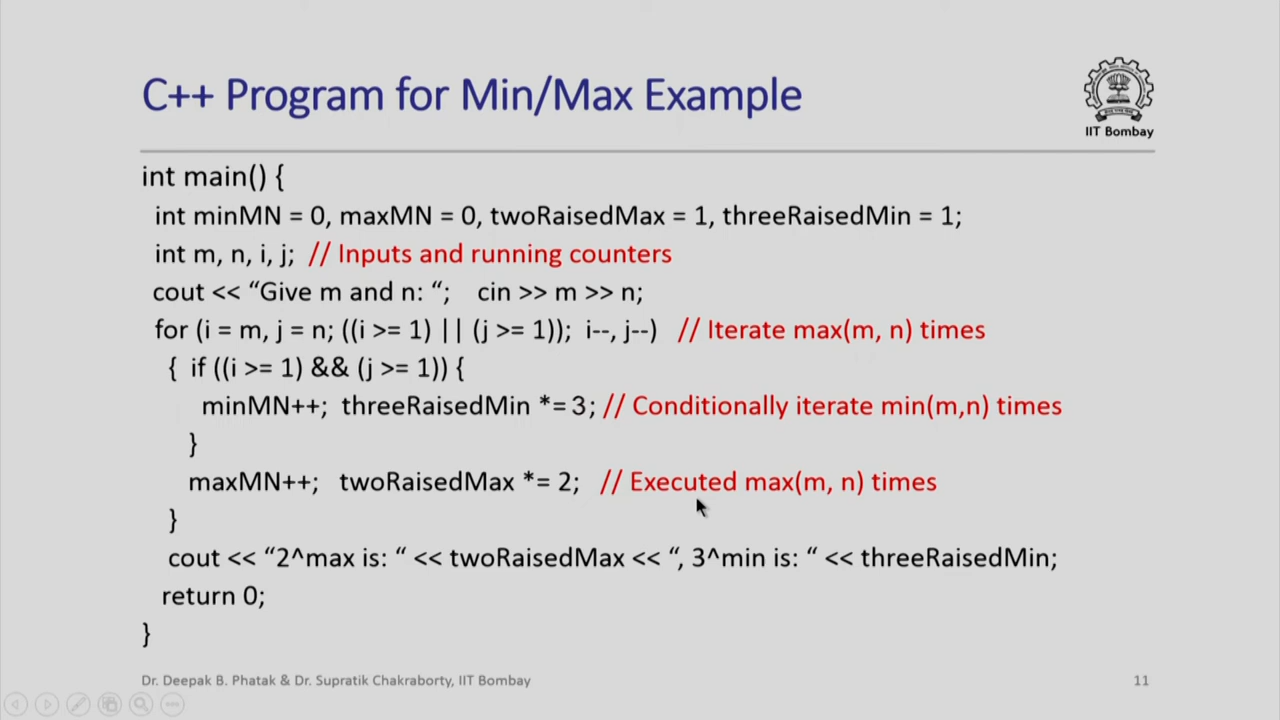 C++ Program for Min/Max Example
IIT Bombay
int main() {
int minMN = 0, maxMN = 0, twoRaisedMax = 1, threeRaisedMin = 1;
int m, n, i, j; // Inputs and running counters
cout << “Give m and n: “; cin >> m >> n;
for (i = m, j = n; ((i >= 1) || (j >= 1)); i--, j--) // Iterate max(m, n) times
{ if ((i >= 1) && (j >= 1)) {
minMN++; threeRaisedMin *= 3; // Conditionally iterate min(m,n) times
}
maxMN++; twoRaisedMax *= 2; // Executed max(m, n) times
}
cout << “2^max is: “ << twoRaisedMax << “, 3^min is: “ << threeRaisedMin;
return 0;
}
Dr. Deepak B. Phatak & Dr. Supratik Chakraborty, IIT Bombay
11